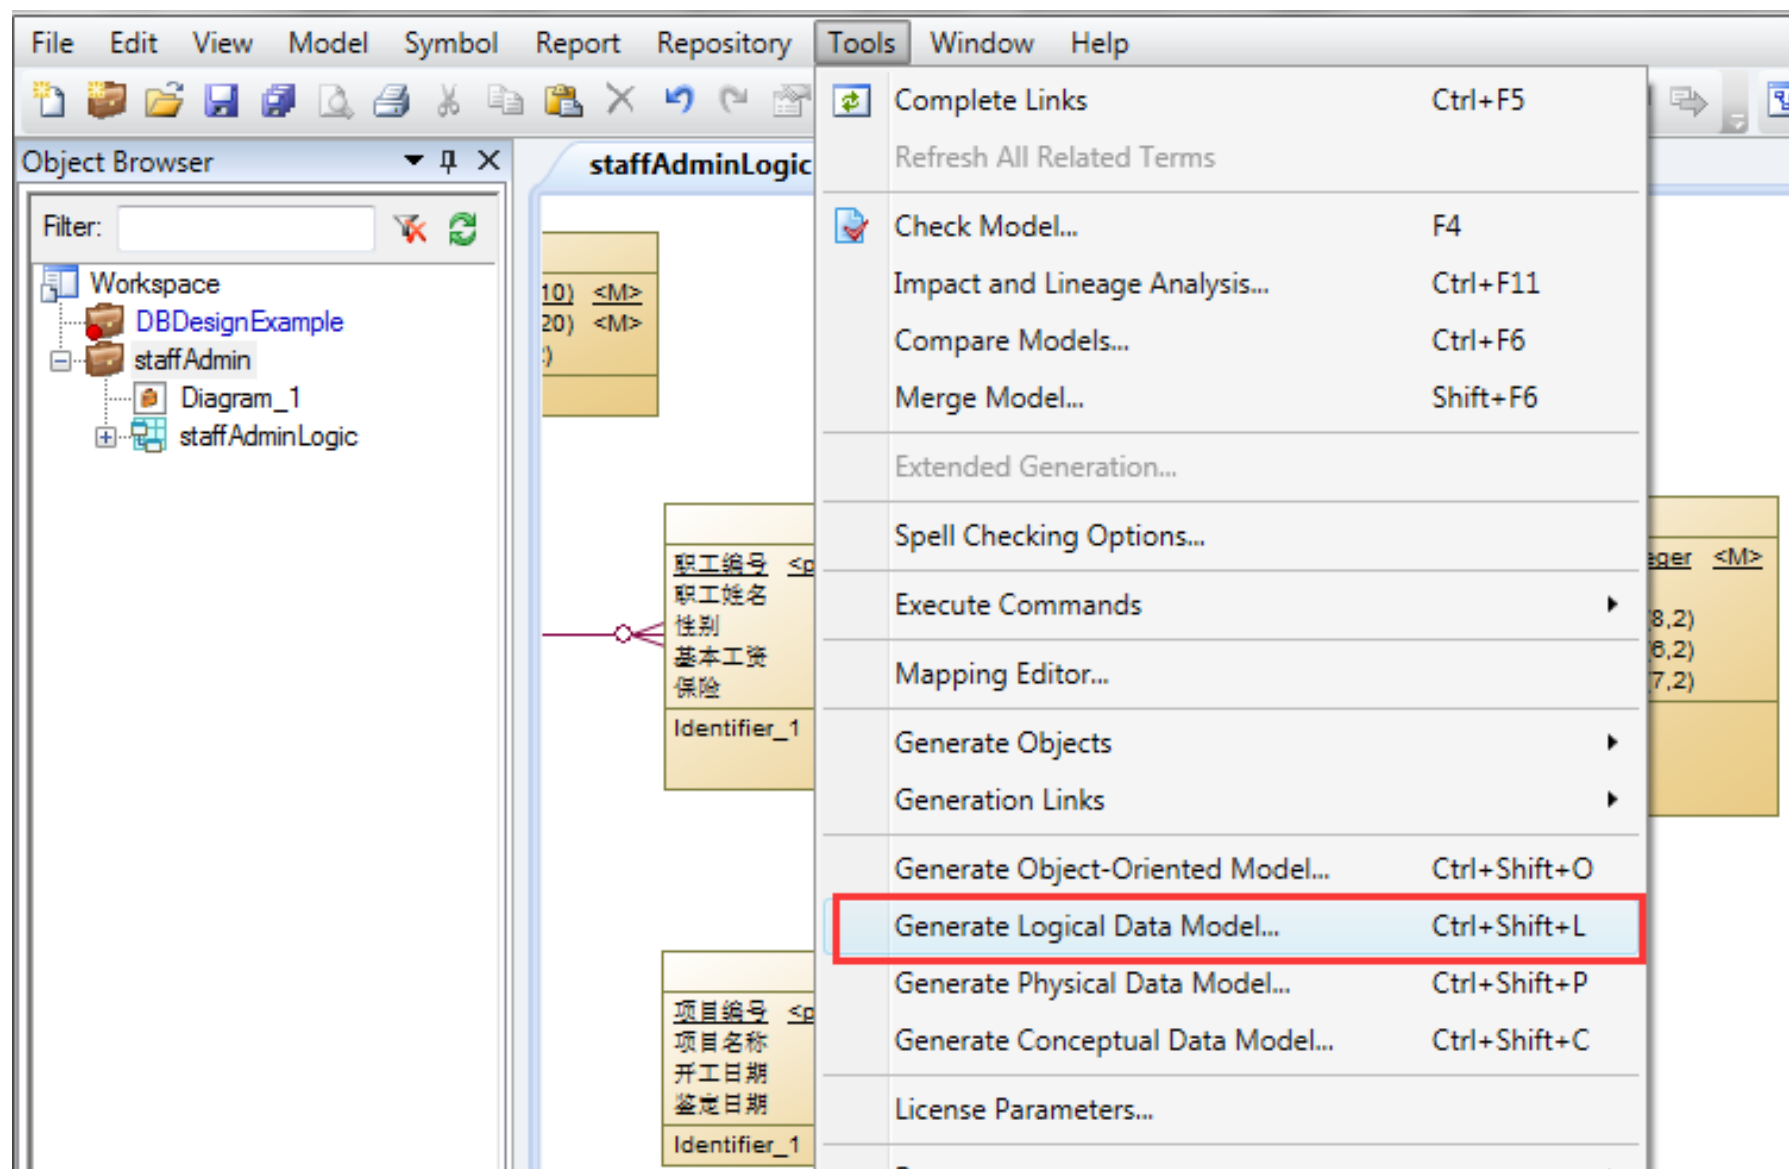 File Edit View Model Symbol Report Repository Tools Window Help
Object Browser
Filter:
Workspace
DBDesignExample
staffAdmin
Diagram_1
staffAdminLogic
staffAdminLogic
10) <M>
20) <M>
职工编号
职工姓名
性别
基本工资
保险
Identifier_1
项目编号
项目名称
开工日期
鉴定日期
Identifier_1
Complete Links Ctrl+F5
Refresh All Related Terms
Check Model... F4
Impact and Lineage Analysis... Ctrl+F11
Compare Models... Ctrl+F6
Merge Model... Shift+F6
Extended Generation...
Spell Checking Options...
Execute Commands
Mapping Editor...
Generate Objects
Generation Links
Generate Object-Oriented Model... Ctrl+Shift+O
Generate Logical Data Model... Ctrl+Shift+L
Generate Physical Data Model... Ctrl+Shift+P
Generate Conceptual Data Model... Ctrl+Shift+C
License Parameters...
<M>
8,2)
6,2)
7,2)